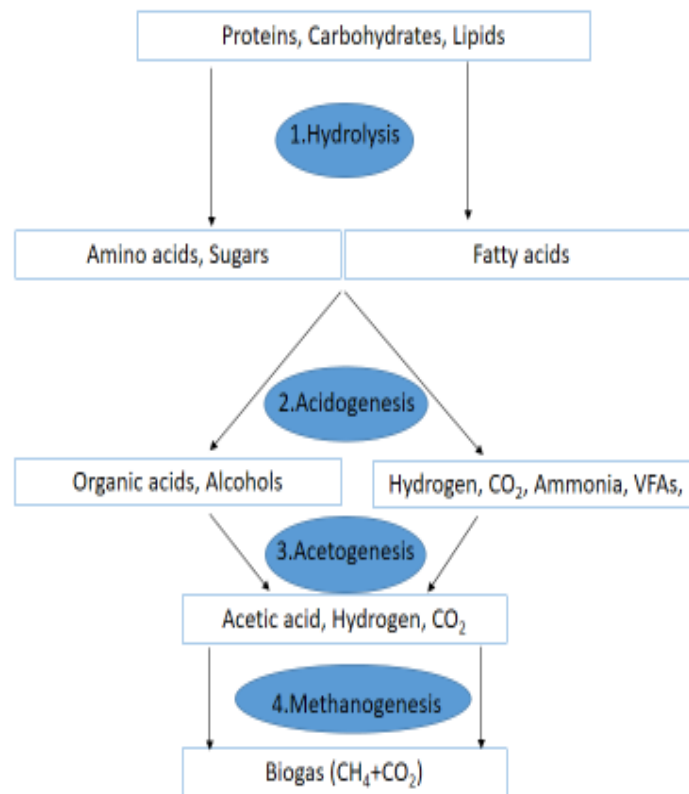 Proteins, Carbohydrates, Lipids
1.Hydrolysis
Amino acids, Sugars
Fatty acids
2.Acidogenesis
Organic acids, Alcohols
Hydrogen, CO₂, Ammonia, VFAs,
3.Acetogenesis
Acetic acid, Hydrogen, CO₂
4.Methanogenesis
Biogas (CH₄+CO₂)